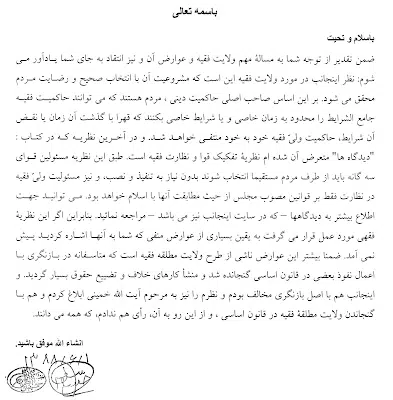 باسمه تعالی
باسلام و تحیت
ضمن تقدیر از توجه شما به مسالهٔ مهم ولایت فقیه و عوارض آن و نیز انتقاد به جای شما یادآور می
شوم: نظر اینجانب در مورد ولایت فقیه این است که مشروعیت آن با انتخاب صحیح و رضایت مردم
محقق می شود. بر این اساس صاحب اصلی حاکمیت دینی ، مردم هستند که می توانند حاکمیت فقیه
جامع الشرایط را محدود به زمان خاصی و یا شرایط خاصی بکنند که قهرا با گذشت آن زمان یا نقض
آن شرایط، حاکمیت ولیّ فقیه خود به خود منتفی خواهد شد. و در آخرین نظریه که در کتاب :
"دیدگاه ها" متعرض آن شده ام نظریهٔ تفکیک قوا و نظارت فقیه است. طبق این نظریه مسئولین قوای
سه گانه باید از طرف مردم مستقیما انتخاب شوند بدون نیاز به تنفیذ و نصب، و نیز مسئولیت ولیّ فقیه
در نظارت فقط بر قوانین مصوب مجلس از حیث مطابقت آنها با اسلام خواهد بود. می توانید جهت
اطلاع بیشتر به دیدگاهها – که در سایت اینجانب نیز می باشد – مراجعه نمائید. بنابراین اگر این نظریهٔ
فقهی مورد عمل قرار می گرفت به یقین بسیاری از عوارض منفی که شما به آنها اشاره کردید پیش
نمی آمد. ضمنا بیشتر این عوارض ناشی از طرح ولایت مطلقه فقیه است که متاسفانه در بازنگری با
اعمال نفوذ بعضی در قانون اساسی گنجانده شد و منشأ کارهای خلاف و تضییع حقوق بسیار گردید. و
اینجانب هم با اصل بازنگری مخالف بودم و نظرم را نیز به مرحوم آیت الله خمینی ابلاغ کردم و هم با
گنجاندن ولایت مطلقهٔ فقیه در قانون اساسی ، و از این رو به آن، رأی هم ندادم، که همه می دانند.
انشاء الله موفق باشید.